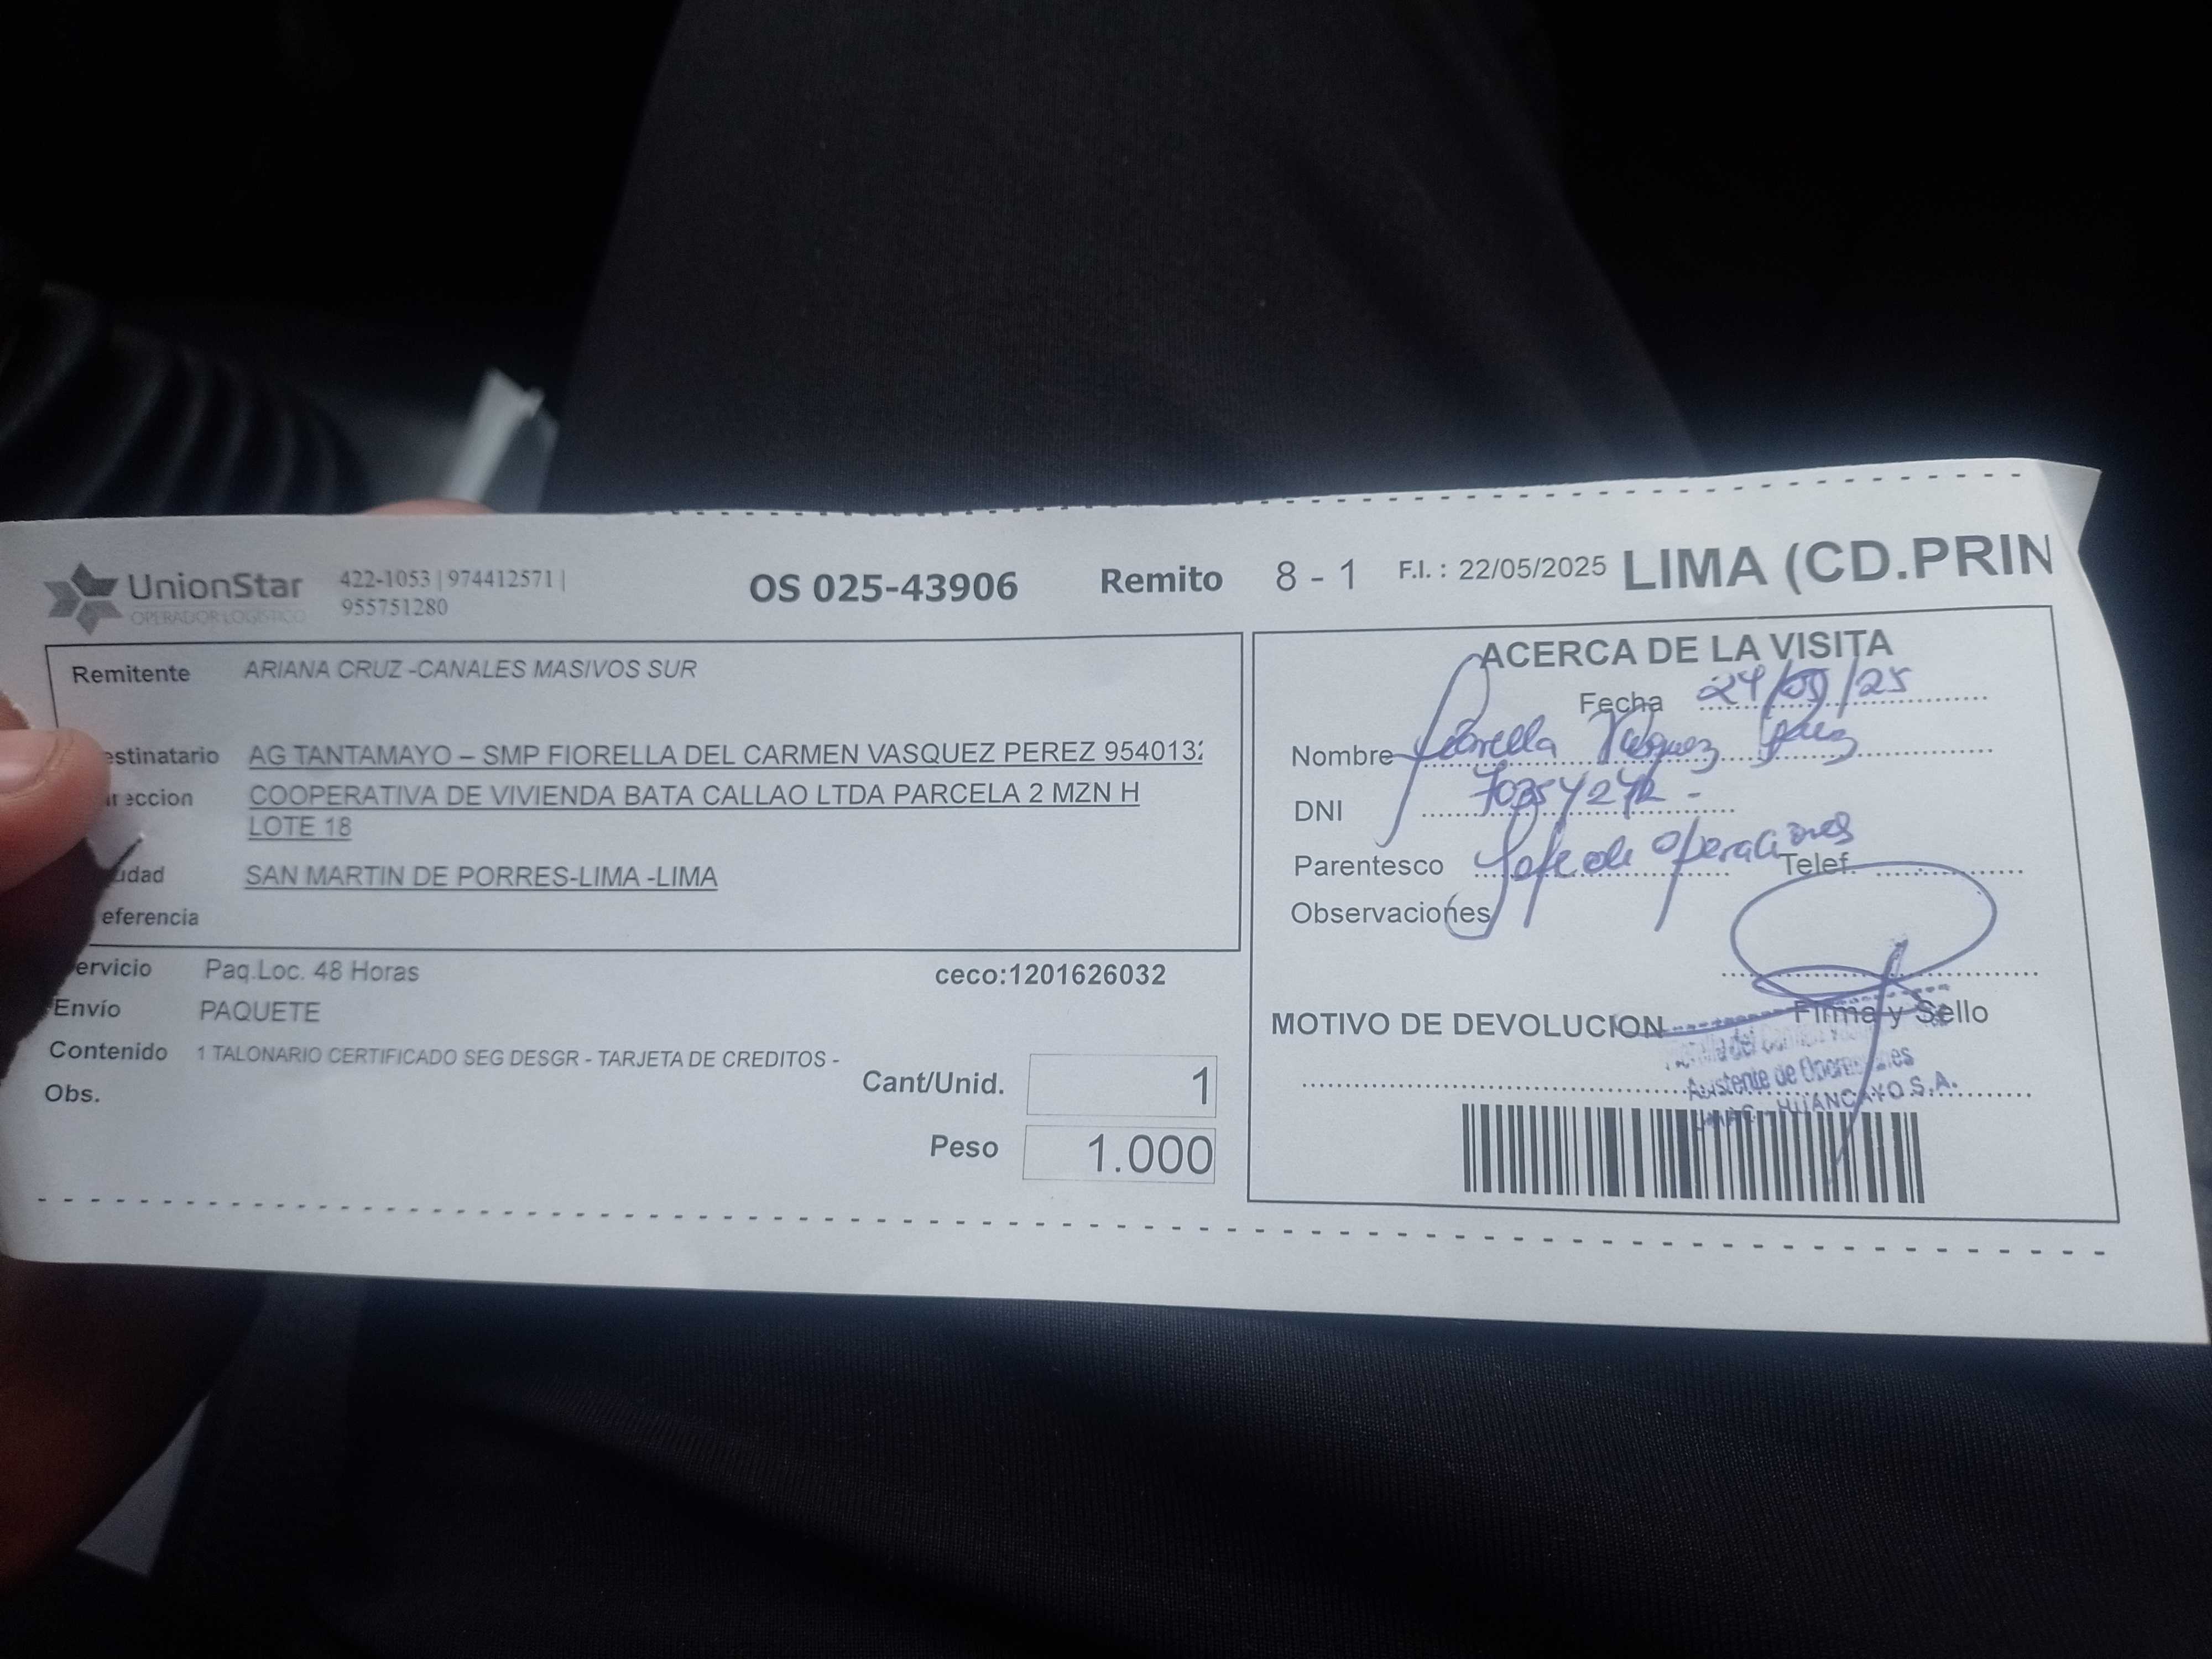 UnionStar
OPERADOR LOGISTICO
422-1053 | 974412571 |
955751280
OS 025-43906
Remito 8 - 1
F.I. : 22/05/2025
LIMA (CD.PRIN
Remitente ARIANA CRUZ -CANALES MASIVOS SUR
estinatario AG TANTAMAYO – SMP FIORELLA DEL CARMEN VASQUEZ PEREZ 954013
eccion COOPERATIVA DE VIVIENDA BATA CALLAO LTDA PARCELA 2 MZN H
LOTE 18
udad SAN MARTIN DE PORRES-LIMA -LIMA
eferencia
ervicio Paq.Loc. 48 Horas
ceco:1201626032
Envío PAQUETE
Contenido 1 TALONARIO CERTIFICADO SEG DESGR - TARJETA DE CREDITOS -
Obs.
Cant/Unid. 1
Peso 1.000
ACERCA DE LA VISITA
Fecha /25
Nombre Fiorella Vasquez Perez
DNI
Parentesco Jefe de Operaciones Telef.
Observaciones
Firma y Sello
MOTIVO DE DEVOLUCION
Asistente de Operaciones
HUANCAYO S.A.